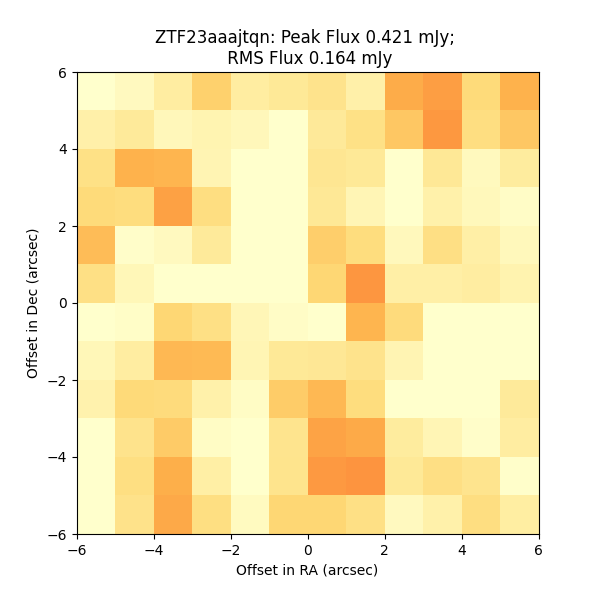 ZTF23aaajtqn: Peak Flux 0.421 mJy;
RMS Flux 0.164 mJy
6
4
2
0
−2
−4
−6
Offset in Dec (arcsec)
−6 −4 −2 0 2 4 6
Offset in RA (arcsec)